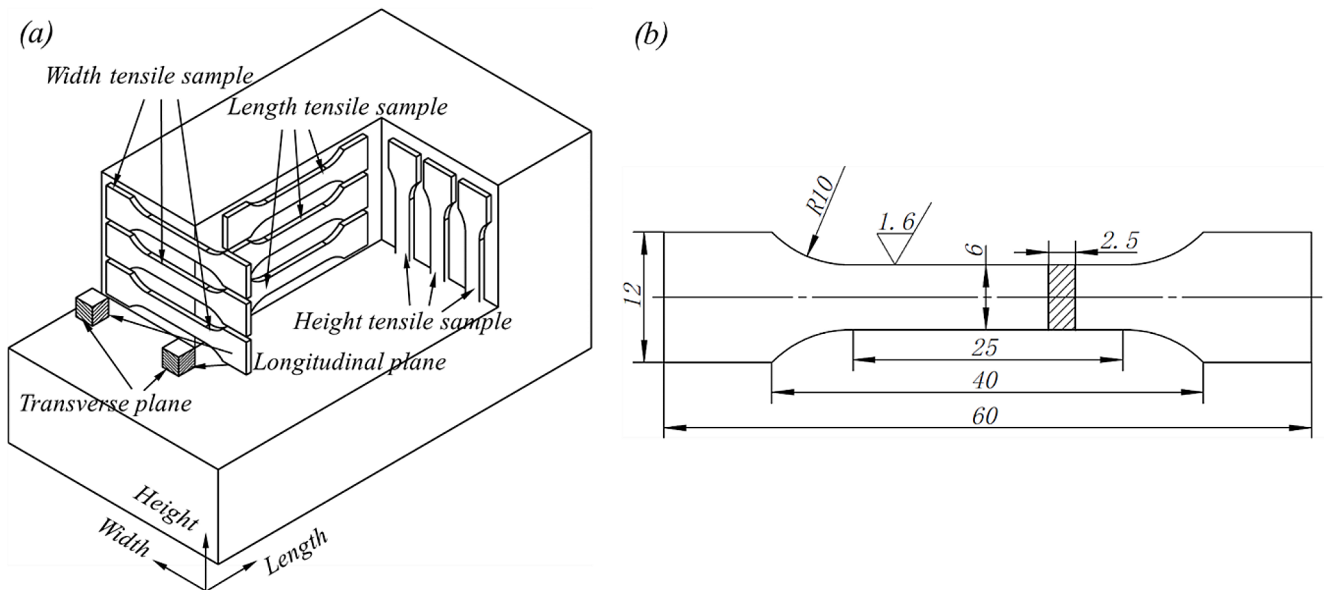 (a)
Width tensile sample
Length tensile sample
Height tensile sample
Longitudinal plane
Transverse plane
Height
Width
Length
(b)
R10
1.6
6
2.5
12
25
40
60